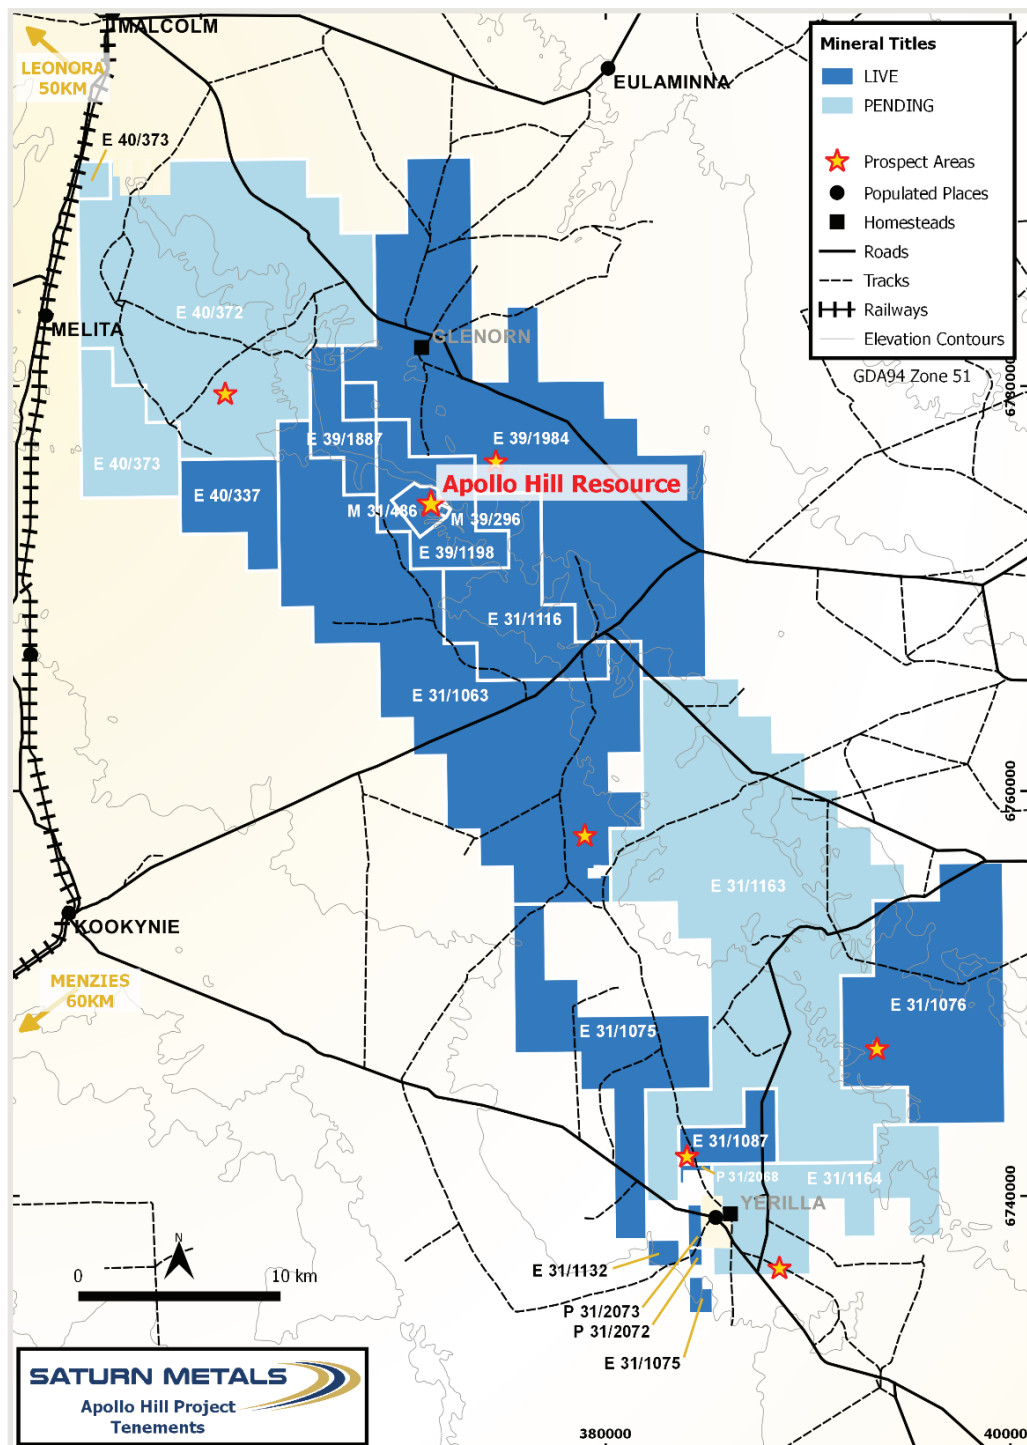 MALCOLM
LEONORA
50KM
EULAMINNA
Mineral Titles
LIVE
PENDING
Prospect Areas
Populated Places
Homesteads
Roads
Tracks
Railways
Elevation Contours
GDA94 Zone 51
6780000
E 40/373
E 40/372
MELITA
GLENORN
E 39/1887
E 39/1984
E 40/373
E 40/337
Apollo Hill Resource
M 31/486
M 39/296
E 39/1198
E 31/1116
E 31/1063
6760000
E 31/1163
KOOKYNIE
MENZIES
60KM
E 31/1076
E 31/1075
E 31/1087
P 31/2068
E 31/1164
6740000
YERILLA
N
0
10 km
E 31/1132
P 31/2073
P 31/2072
E 31/1075
SATURN METALS
Apollo Hill Project
Tenements
380000
40000